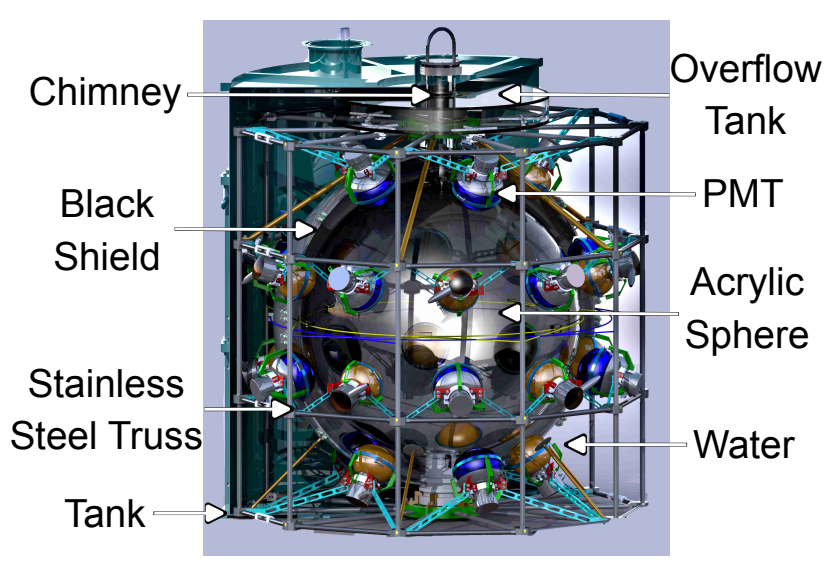 Chimney
Overflow
Tank
PMT
Black
Shield
Acrylic
Sphere
Stainless
Steel Truss
Water
Tank